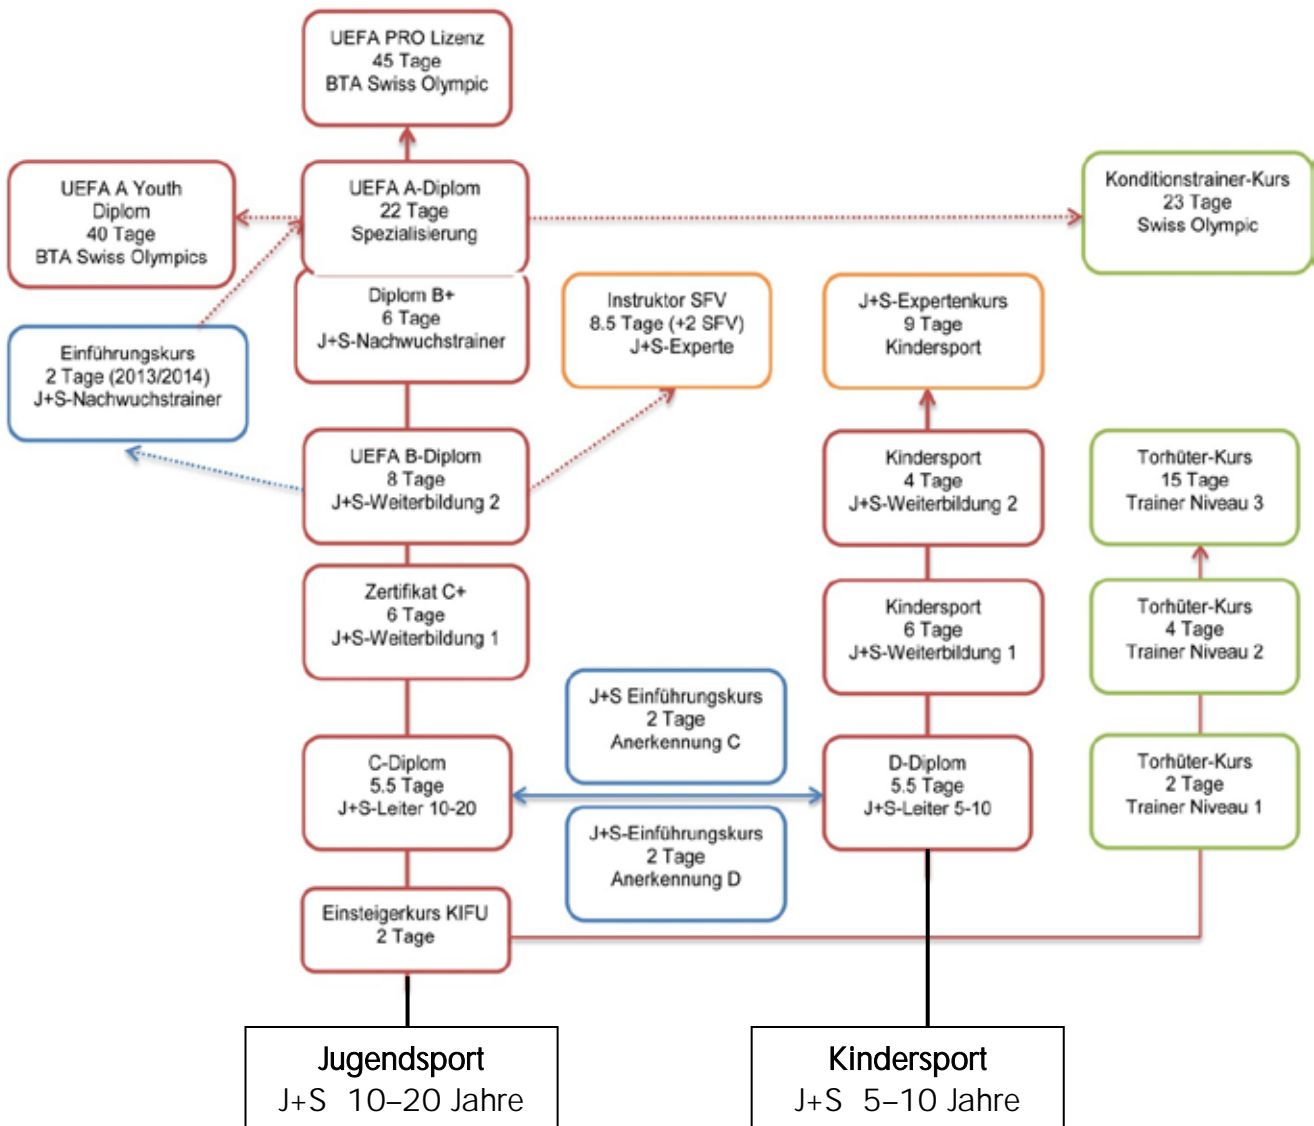 UEFA PRO Lizenz
45 Tage
BTA Swiss Olympic
UEFA A Youth
Diplom
40 Tage
BTA Swiss Olympics
UEFA A-Diplom
22 Tage
Spezialisierung
Konditionstrainer-Kurs
23 Tage
Swiss Olympic
Diplom B+
6 Tage
J+S-Nachwuchstrainer
Instruktor SFV
8.5 Tage (+2 SFV)
J+S-Experte
J+S-Expertenkurs
9 Tage
Kindersport
Einführungskurs
2 Tage (2013/2014)
J+S-Nachwuchstrainer
UEFA B-Diplom
8 Tage
J+S-Weiterbildung 2
Kindersport
4 Tage
J+S-Weiterbildung 2
Torhüter-Kurs
15 Tage
Trainer Niveau 3
Zertifikat C+
6 Tage
J+S-Weiterbildung 1
Kindersport
6 Tage
J+S-Weiterbildung 1
Torhüter-Kurs
4 Tage
Trainer Niveau 2
J+S Einführungskurs
2 Tage
Anerkennung C
C-Diplom
5.5 Tage
J+S-Leiter 10-20
D-Diplom
5.5 Tage
J+S-Leiter 5-10
Torhüter-Kurs
2 Tage
Trainer Niveau 1
J+S-Einführungskurs
2 Tage
Anerkennung D
Einsteigerkurs KIFU
2 Tage
Jugendsport
J+S 10–20 Jahre
Kindersport
J+S 5–10 Jahre